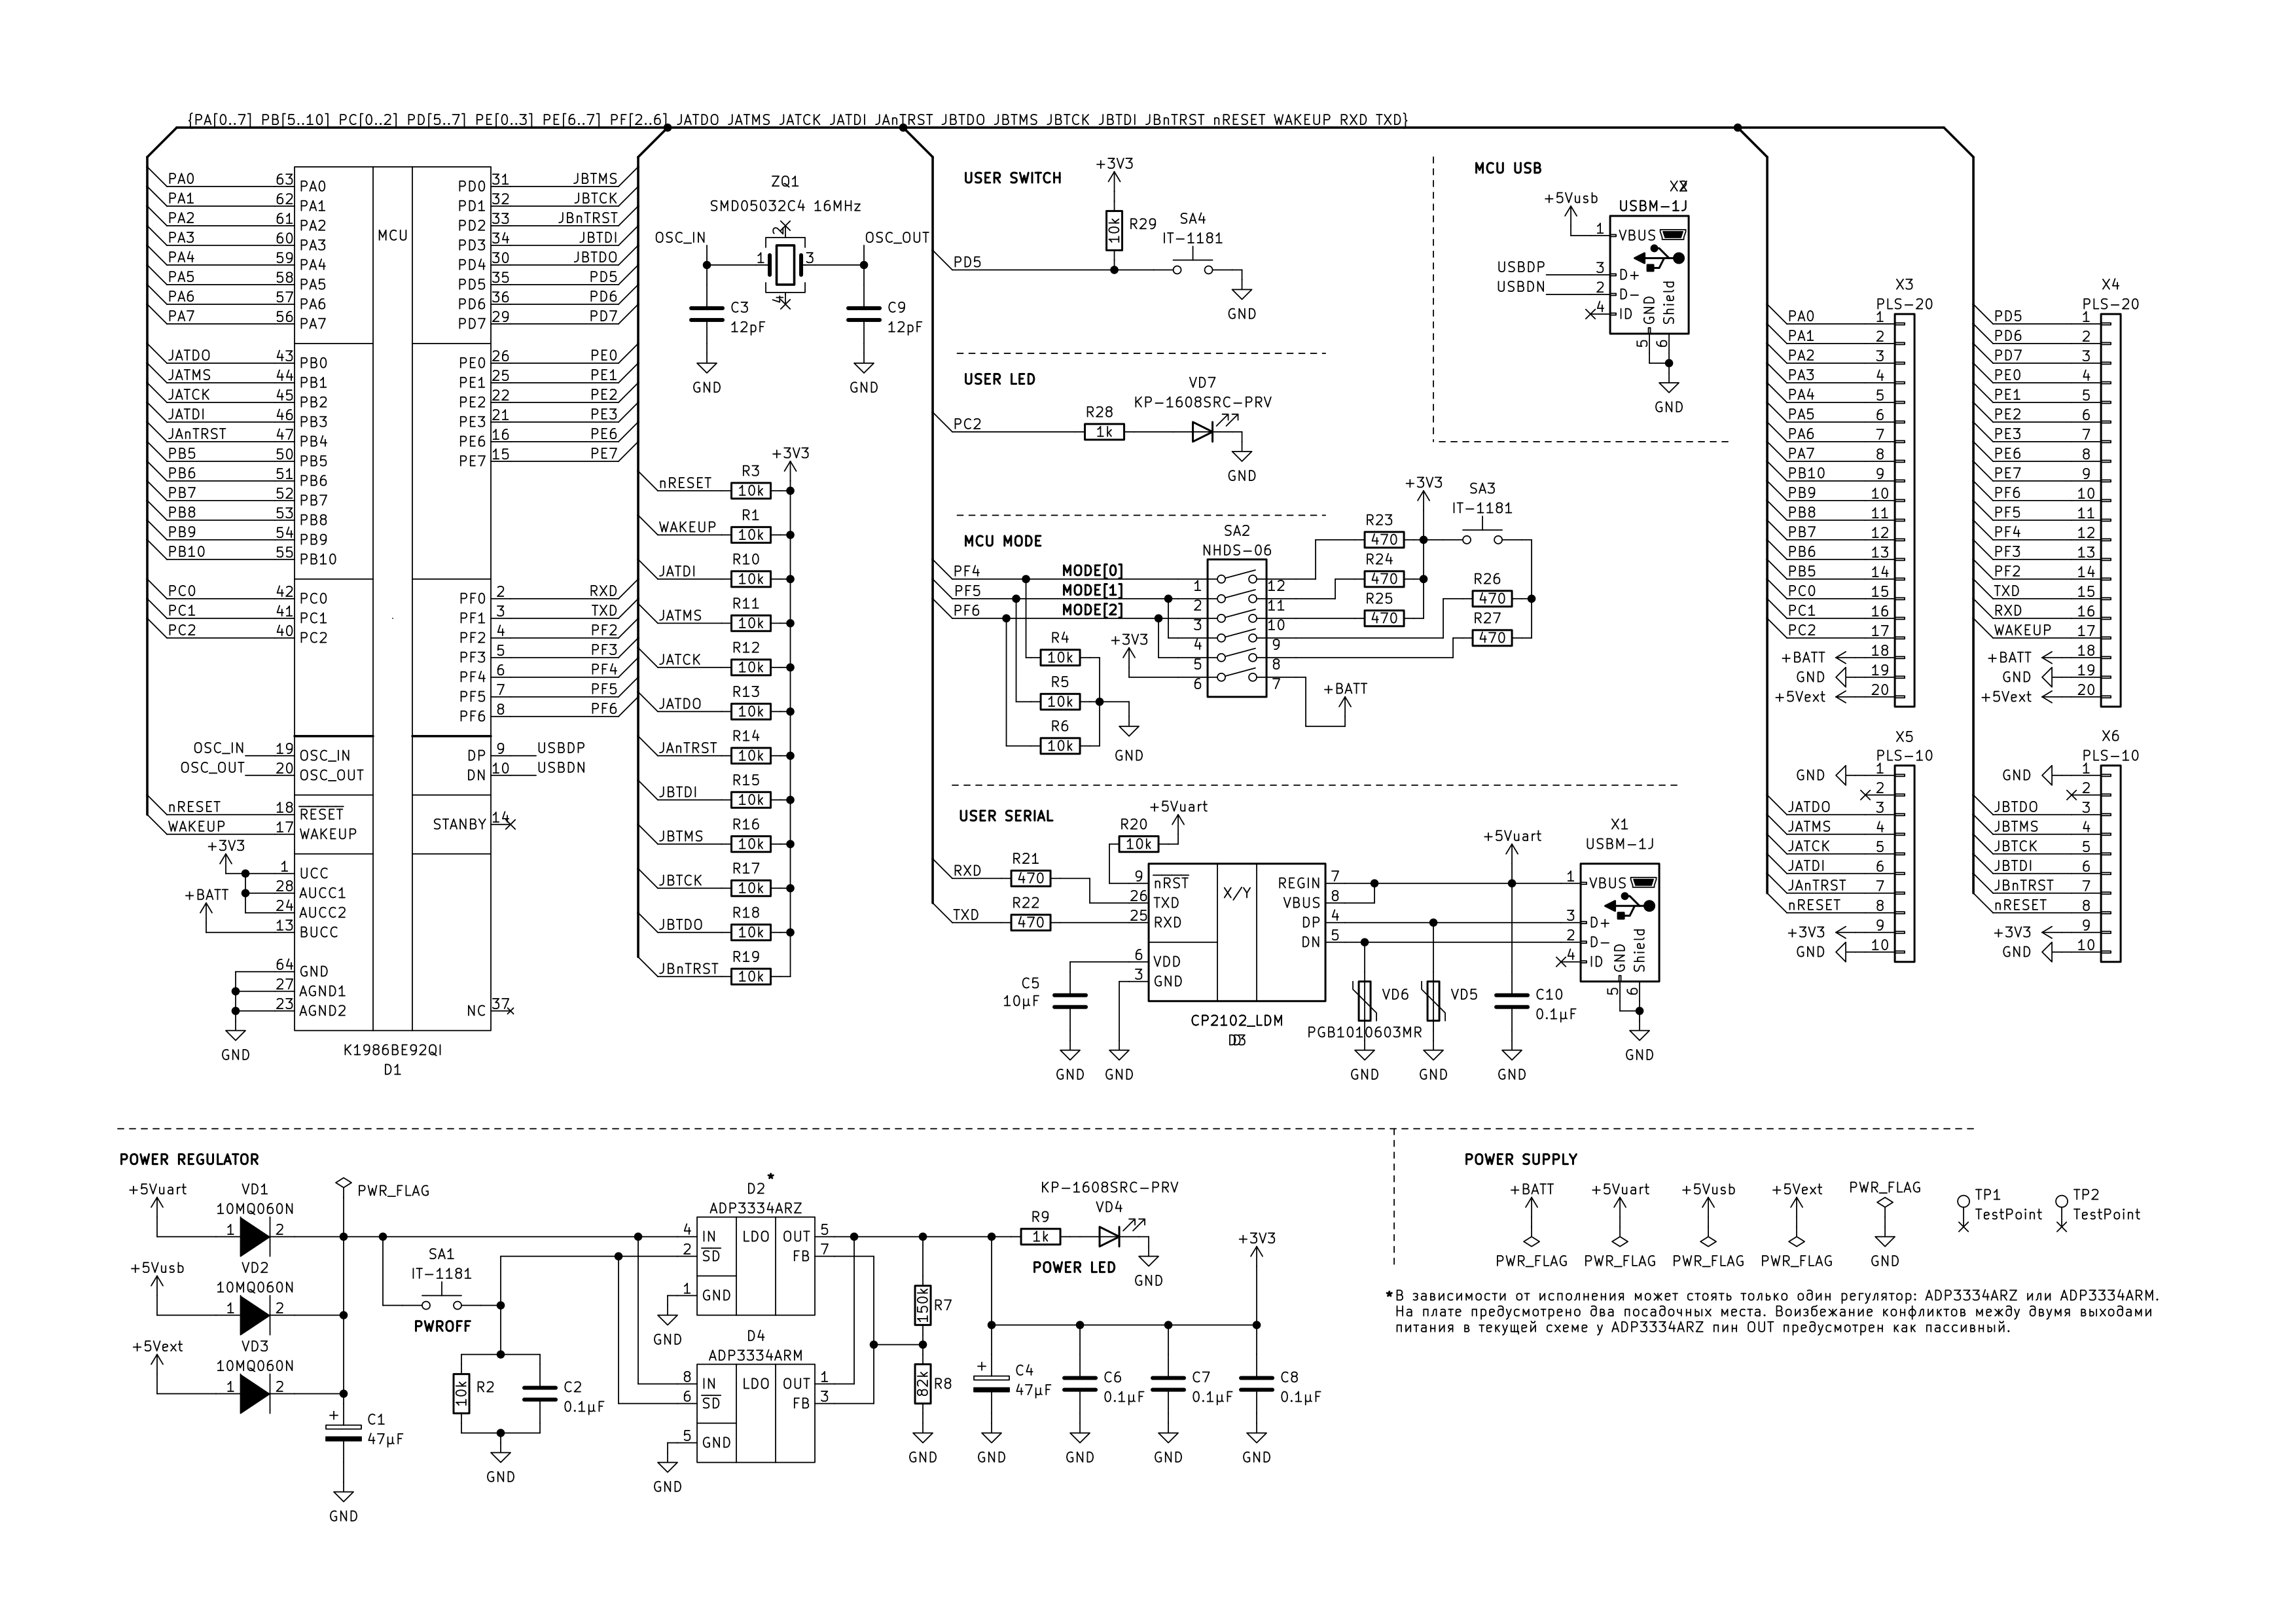 {PA[0..7] PB[5..10] PC[0..2] PD[5..7] PE[0..3] PE[6..7] PF[2..6] JATDO JATMS JATCK JATDI JAnTRST JBTDO JBTMS JBTCK JBTDI JBnTRST nRESET WAKEUP RXD TXD}
PA0 63 PA0
PA1 62 PA1
PA2 61 PA2
PA3 60 PA3
PA4 59 PA4
PA5 58 PA5
PA6 57 PA6
PA7 56 PA7
JATDO 43 PB0
JATMS 44 PB1
JATCK 45 PB2
JATDI 46 PB3
JAnTRST 47 PB4
PB5 50 PB5
PB6 51 PB6
PB7 52 PB7
PB8 53 PB8
PB9 54 PB9
PB10 55 PB10
PC0 42 PC0
PC1 41 PC1
PC2 40 PC2
OSC_IN 19 OSC_IN
OSC_OUT 20 OSC_OUT
nRESET 18 RESET
WAKEUP 17 WAKEUP
+3V3
1 UCC
+BATT 28 AUCC1
24 AUCC2
13 BUCC
64 GND
27 AGND1
23 AGND2
GND
MCU
PD0 31 JBTMS
PD1 32 JBTCK
PD2 33 JBnTRST
PD3 34 JBTDI
PD4 30 JBTDO
PD5 35 PD5
PD6 36 PD6
PD7 29 PD7
PE0 26 PE0
PE1 25 PE1
PE2 22 PE2
PE3 21 PE3
PE6 16 PE6
PE7 15 PE7
PF0 2 RXD
PF1 3 TXD
PF2 4 PF2
PF3 5 PF3
PF4 6 PF4
PF5 7 PF5
PF6 8 PF6
DP 9 USBDP
DN 10 USBDN
STANBY 14
NC 37
K1986BE92QI
D1
ZQ1
SMD05032C4 16MHz
OSC_IN OSC_OUT
1 2 3 4
C3
12pF
C9
12pF
GND GND
+3V3
nRESET R3 10k
WAKEUP R1 10k
JATDI R10 10k
JATMS R11 10k
JATCK R12 10k
JATDO R13 10k
JAnTRST R14 10k
JBTDI R15 10k
JBTMS R16 10k
JBTCK R17 10k
JBTDO R18 10k
JBnTRST R19 10k
USER SWITCH
+3V3
10k R29
SA4
IT-1181
PD5
GND
USER LED
VD7
KP-1608SRC-PRV
R28
PC2 1k
GND
MCU MODE
SA2
NHDS-06
PF4 MODE[0]
PF5 MODE[1]
PF6 MODE[2]
1 12
2 11
3 10
4 9
5 8
6 7
R4 10k
R5 10k
R6 10k
+3V3
GND
+BATT
+3V3
SA3
IT-1181
R23 470
R24 470
R25 470
R26 470
R27 470
MCU USB
+5Vusb
USBM-1J
1 VBUS
USBDP 3 D+
USBDN 2 D-
4 ID
GND Shield
5 6
GND
USER SERIAL
+5Vuart
R20 10k
RXD R21 470
TXD R22 470
9 nRST
26 TXD
25 RXD
6 VDD
3 GND
X/Y
REGIN 7
VBUS 8
DP 4
DN 5
CP2102_LDM
C5
10µF
GND GND
VD6 VD5
PGB1010603MR
GND GND
+5Vuart
C10
0.1µF
GND
X1
USBM-1J
1 VBUS
3 D+
2 D-
4 ID
GND Shield
5 6
GND
X3
PLS-20
PA0 1
PA1 2
PA2 3
PA3 4
PA4 5
PA5 6
PA6 7
PA7 8
PB10 9
PB9 10
PB8 11
PB7 12
PB6 13
PB5 14
PC0 15
PC1 16
PC2 17
+BATT 18
GND 19
+5Vext 20
X4
PLS-20
PD5 1
PD6 2
PD7 3
PE0 4
PE1 5
PE2 6
PE3 7
PE6 8
PE7 9
PF6 10
PF5 11
PF4 12
PF3 13
PF2 14
TXD 15
RXD 16
WAKEUP 17
+BATT 18
GND 19
+5Vext 20
X5
PLS-10
GND 1
2
JATDO 3
JATMS 4
JATCK 5
JATDI 6
JAnTRST 7
nRESET 8
+3V3 9
GND 10
X6
PLS-10
GND 1
2
JBTDO 3
JBTMS 4
JBTCK 5
JBTDI 6
JBnTRST 7
nRESET 8
+3V3 9
GND 10
POWER REGULATOR
+5Vuart VD1
10MQ060N
1 2
+5Vusb VD2
10MQ060N
1 2
+5Vext VD3
10MQ060N
1 2
PWR_FLAG
+ C1
47µF
GND
SA1
IT-1181
PWROFF
10k R2
C2
0.1µF
GND
D2 *
ADP3334ARZ
4 IN LDO OUT 5
2 SD FB 7
1 GND
GND
D4
ADP3334ARM
8 IN LDO OUT 1
6 SD FB 3
5 GND
GND
150k R7
82k R8
GND
KP-1608SRC-PRV
VD4
R9
1k
POWER LED
GND
+3V3
+ C4
47µF
C6
0.1µF
C7
0.1µF
C8
0.1µF
GND GND GND GND
POWER SUPPLY
+BATT +5Vuart +5Vusb +5Vext PWR_FLAG
PWR_FLAG PWR_FLAG PWR_FLAG PWR_FLAG GND
TP1
TestPoint
TP2
TestPoint
*В зависимости от исполнения может стоять только один регулятор: ADP3334ARZ или ADP3334ARM.
На плате предусмотрено два посадочных места. Воизбежание конфликтов между двумя выходами
питания в текущей схеме у ADP3334ARZ пин OUT предусмотрен как пассивный.